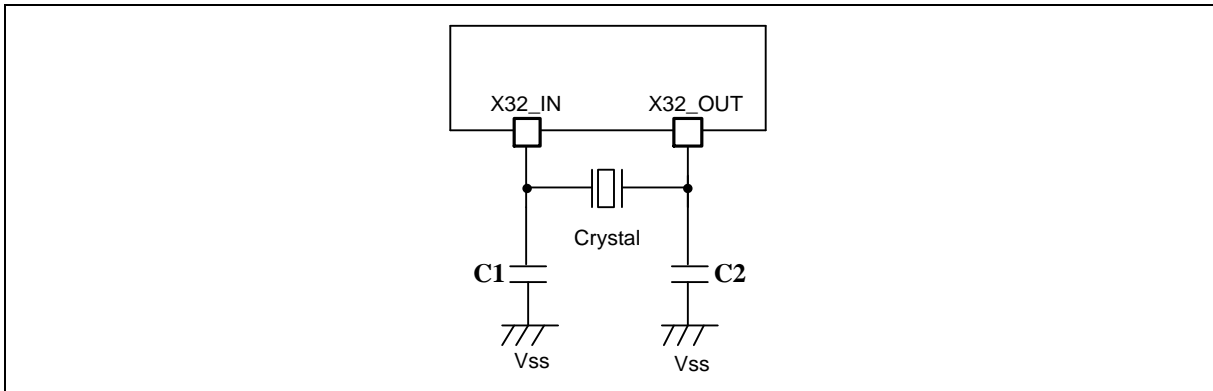 X32_IN
X32_OUT
Crystal
C1
C2
Vss
Vss